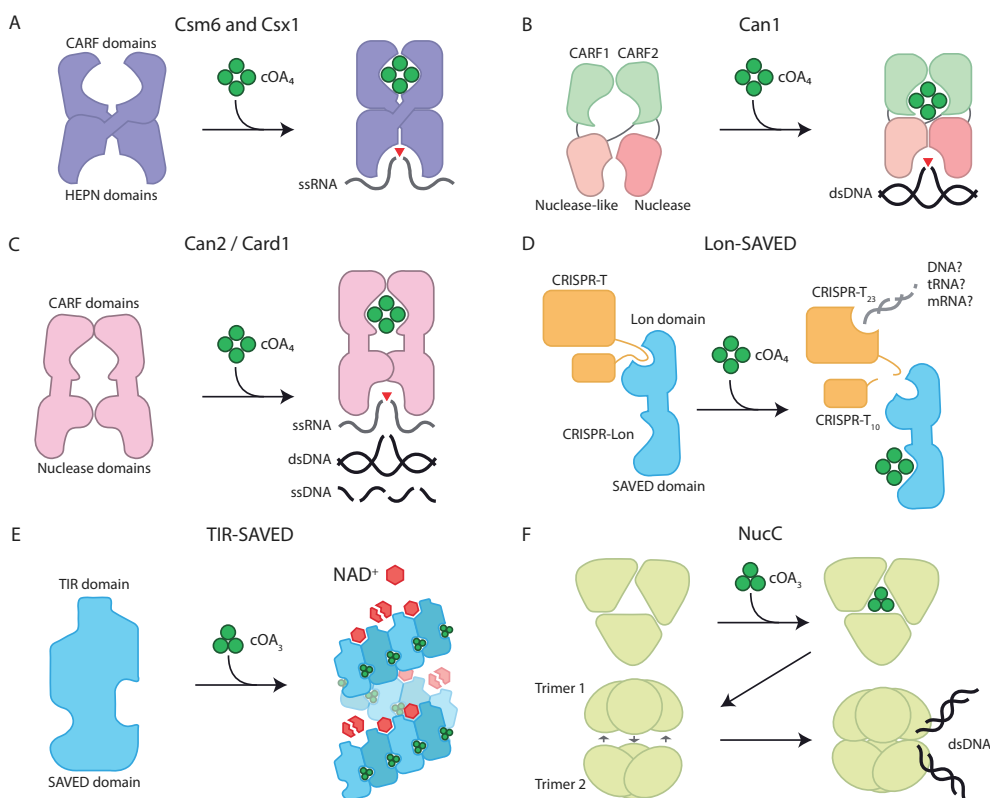 A
Csm6 and Csx1
CARF domains
cOA₄
ssRNA
HEPN domains
B
Can1
CARF1
CARF2
cOA₄
Nuclease-like
Nuclease
dsDNA
C
Can2 / Card1
CARF domains
cOA₄
Nuclease domains
ssRNA
dsDNA
ssDNA
D
Lon-SAVED
CRISPR-T
Lon domain
cOA₄
CRISPR-Lon
SAVED domain
CRISPR-T₂₃
DNA?
tRNA?
mRNA?
CRISPR-T₁₀
E
TIR-SAVED
TIR domain
cOA₃
NAD⁺
SAVED domain
F
NucC
cOA₃
Trimer 1
Trimer 2
dsDNA